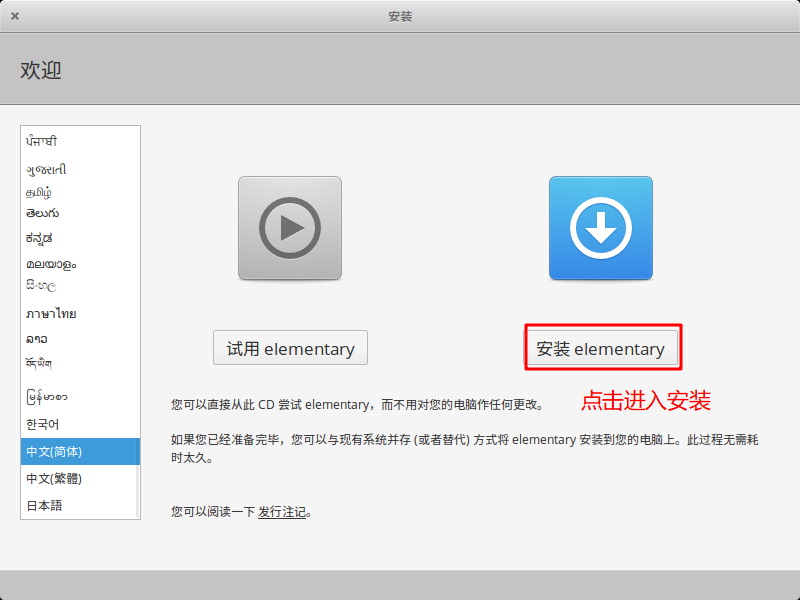 安装
欢迎
ਪੰਜਾਬੀ
ગુજરાતી
தமிழ்
తెలుగు
ಕನ್ನಡ
മലയാളം
සිංහල
ภาษาไทย
ລາວ
བོད་ཡིག
မြန်မာစာ
한국어
中文(简体)
中文(繁體)
日本語
试用 elementary
安装 elementary
点击进入安装
您可以直接从此 CD 尝试 elementary，而不用对您的电脑作任何更改。
如果您已经准备完毕，您可以与现有系统并存 (或者替代) 方式将 elementary 安装到您的电脑上。此过程无需耗
时太久。
您可以阅读一下 发行注记。